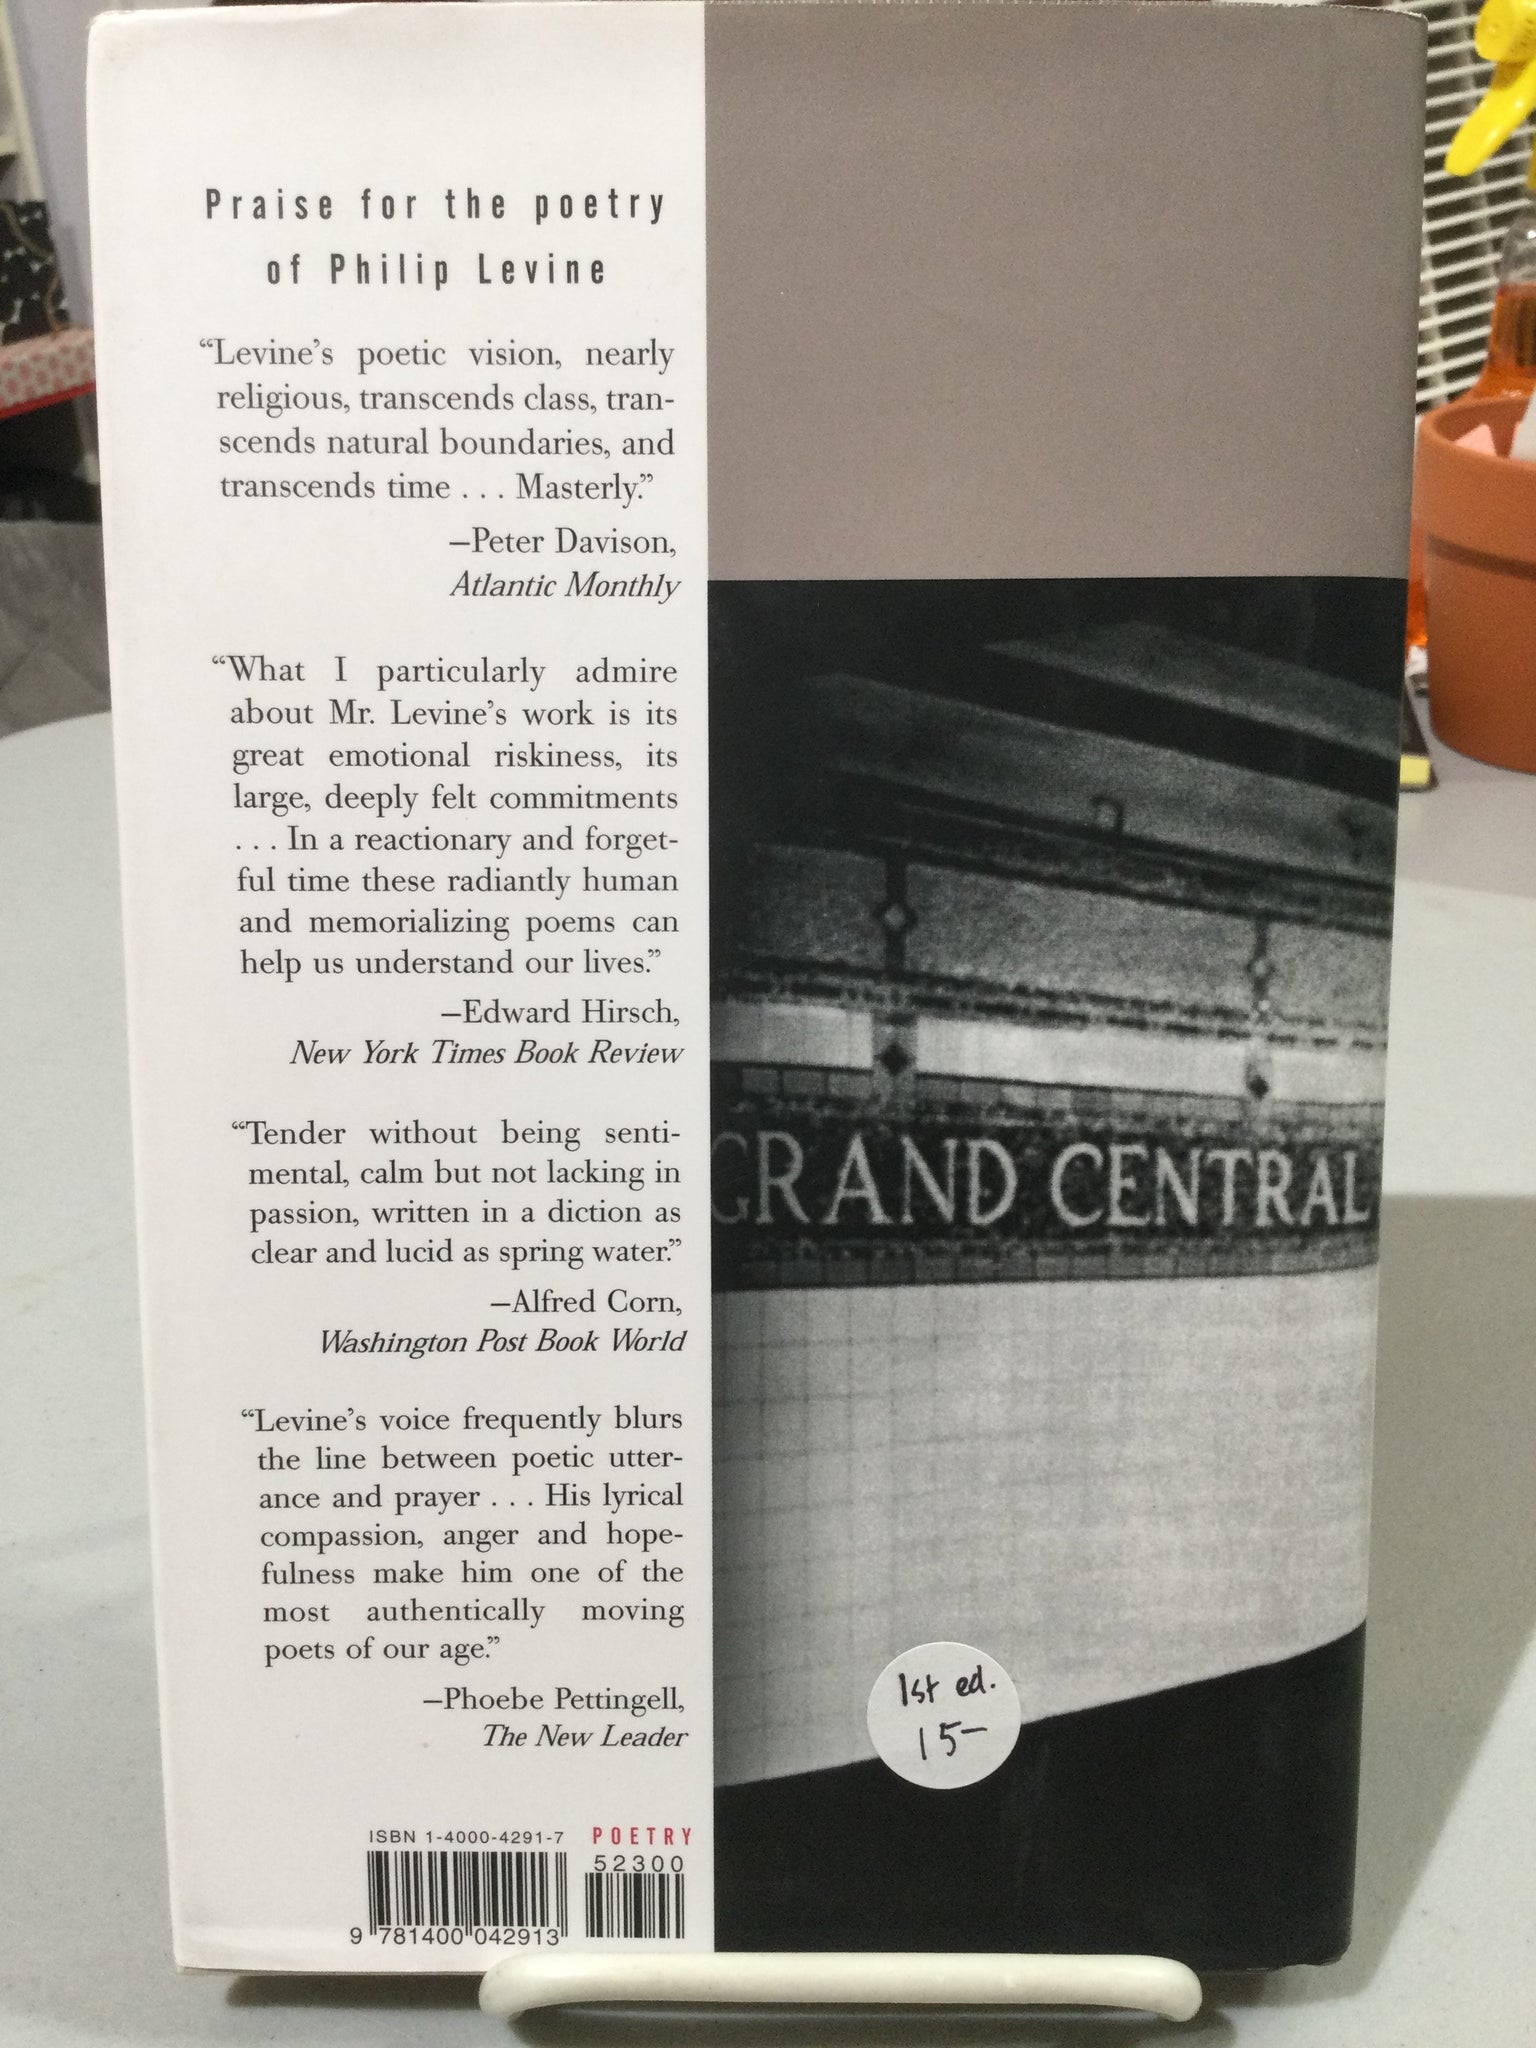 Praise for the poetry
of Philip Levine
“Levine’s poetic vision, nearly
religious, transcends class, tran-
scends natural boundaries, and
transcends time . . . Masterly.”
–Peter Davison,
Atlantic Monthly
“What I particularly admire
about Mr. Levine’s work is its
great emotional riskiness, its
large, deeply felt commitments
. . . In a reactionary and forget-
ful time these radiantly human
and memorializing poems can
help us understand our lives.”
–Edward Hirsch,
New York Times Book Review
“Tender without being senti-
mental, calm but not lacking in
passion, written in a diction as
clear and lucid as spring water.”
–Alfred Corn,
Washington Post Book World
“Levine’s voice frequently blurs
the line between poetic utter-
ance and prayer . . . His lyrical
compassion, anger and hope-
fulness make him one of the
most authentically moving
poets of our age.”
–Phoebe Pettingell,
The New Leader
ISBN 1-4000-4291-7
POETRY
52300
9 781400 042913
GRAND CENTRAL
1st ed.
15–